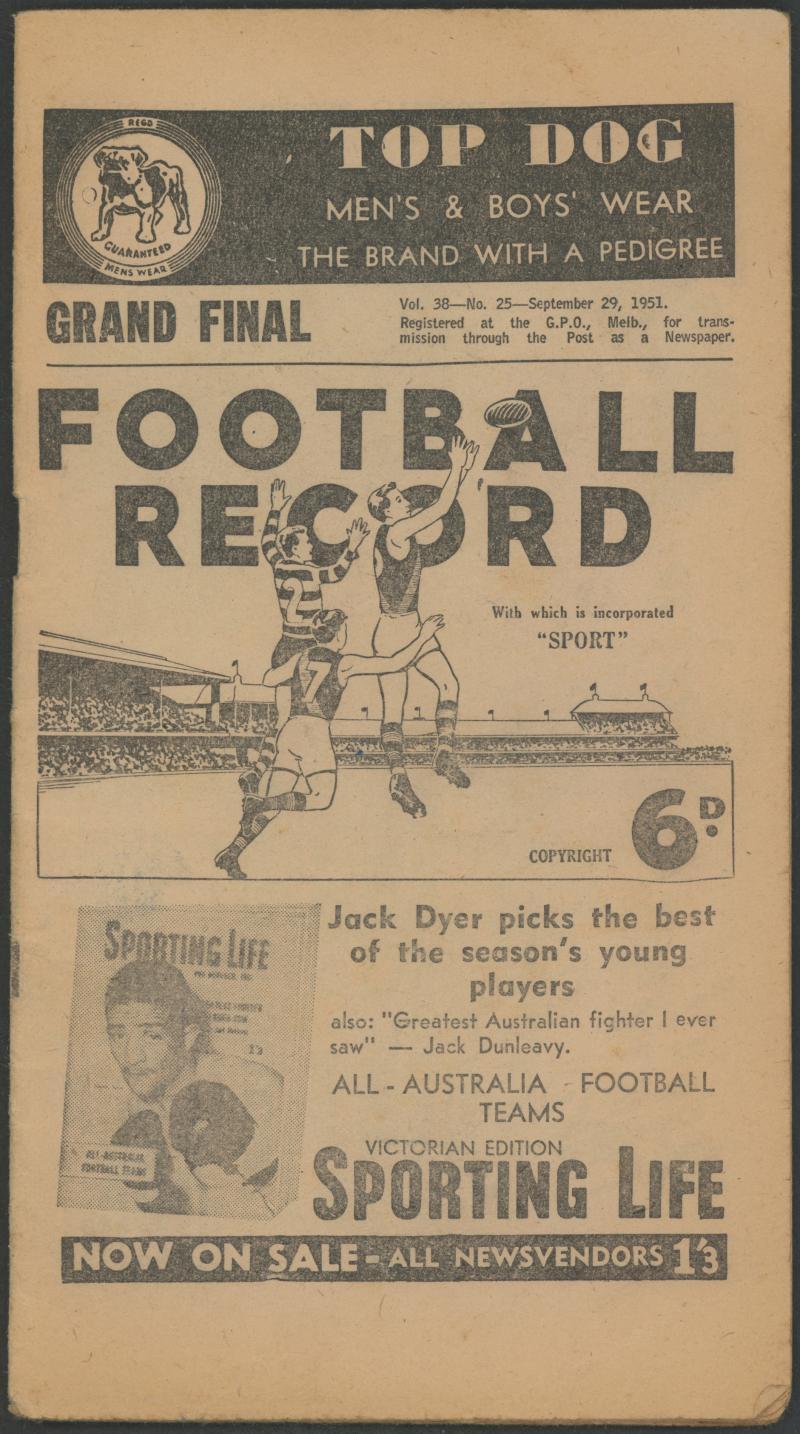 REGD
GUARANTEED
MENS WEAR
TOP DOG
MEN'S & BOYS' WEAR
THE BRAND WITH A PEDIGREE
GRAND FINAL
Vol. 38—No. 25—September 29, 1951.
Registered at the G.P.O., Melb., for trans-
mission through the Post as a Newspaper.
FOOTBALL
RECORD
2
7
With which is incorporated
"SPORT"
COPYRIGHT
6D.
SPORTING LIFE
1'3
ALL-AUSTRALIA
FOOTBALL TEAMS
Jack Dyer picks the best
of the season's young
players
also: "Greatest Australian fighter I ever
saw" — Jack Dunleavy.
ALL - AUSTRALIA - FOOTBALL
TEAMS
VICTORIAN EDITION
SPORTING LIFE
NOW ON SALE - ALL NEWSVENDORS 1'3